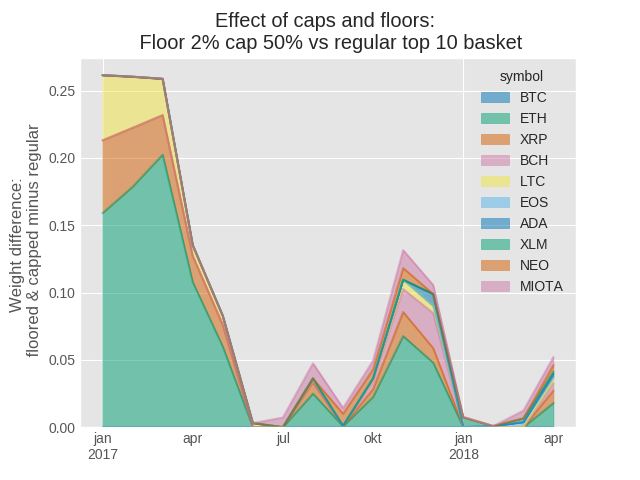 Effect of caps and floors:
Floor 2% cap 50% vs regular top 10 basket
Weight difference:
floored & capped minus regular
0.25
0.20
0.15
0.10
0.05
0.00
jan
2017
apr
jul
okt
jan
2018
apr
symbol
BTC
ETH
XRP
BCH
LTC
EOS
ADA
XLM
NEO
MIOTA